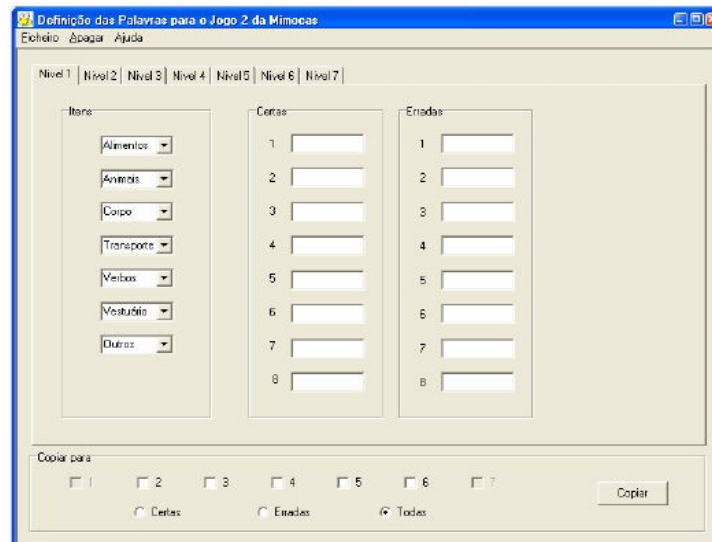 Definição das Palavras para o Jogo 2 da Mimocas
Ficheiro Apagar Ajuda
Nível 1 Nível 2 Nível 3 Nível 4 Nível 5 Nível 6 Nível 7
Itens Certas Erradas
Alimentos 1 1
Animais 2 2
Corpo 3 3
Transporte 4 4
Verbos 5 5
Vestuário 6 6
Outros 7 7
8 8
Copiar para
1 2 3 4 5 6 7
Copiar
Certas Erradas Todas